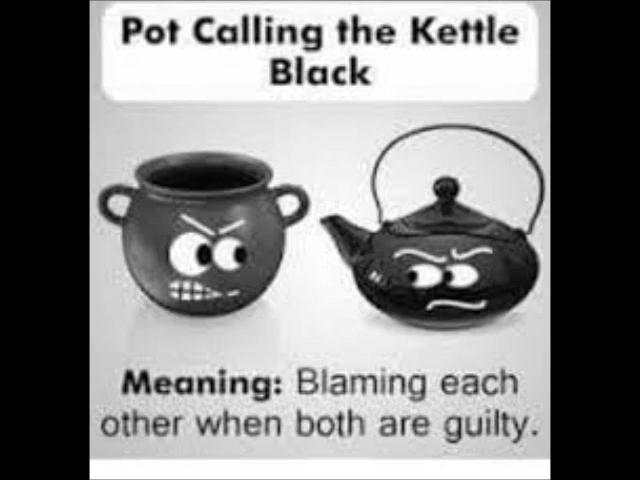 Pot Calling the Kettle
Black
Meaning: Blaming each
other when both are guilty.